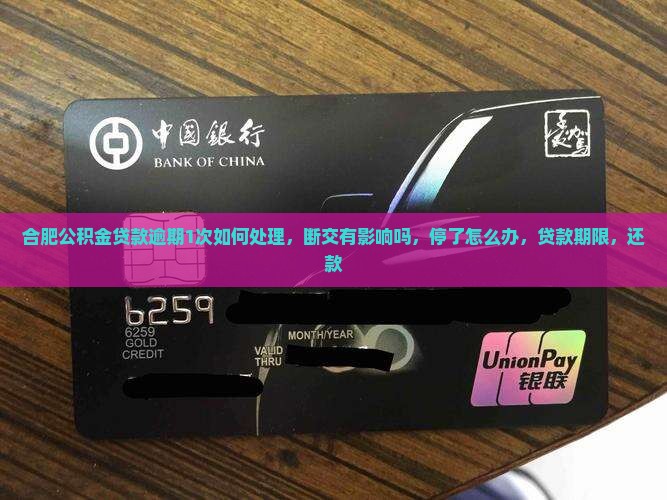 中国银行
BANK OF CHINA
合肥公积金贷款逾期1次如何处理，断交有影响吗，停了怎么办，贷款期限，还
款
6259
6259
GOLD
CREDIT
MONTH/YEAR
VALID
THRU
UnionPay
银联